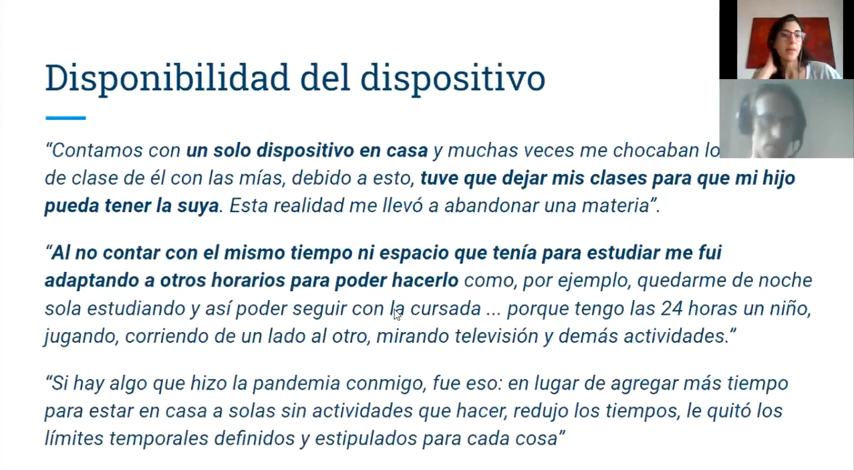 Disponibilidad del dispositivo
“Contamos con un solo dispositivo en casa y muchas veces me chocaban
de clase de él con las mías, debido a esto, tuve que dejar mis clases para que mi hijo
pueda tener la suya. Esta realidad me llevó a abandonar una materia”.
“Al no contar con el mismo tiempo ni espacio que tenía para estudiar me fui
adaptando a otros horarios para poder hacerlo como, por ejemplo, quedarme de noche
sola estudiando y así poder seguir con la cursada ... porque tengo las 24 horas un niño,
jugando, corriendo de un lado al otro, mirando televisión y demás actividades.”
“Si hay algo que hizo la pandemia conmigo, fue eso: en lugar de agregar más tiempo
para estar en casa a solas sin actividades que hacer, redujo los tiempos, le quitó los
límites temporales definidos y estipulados para cada cosa”